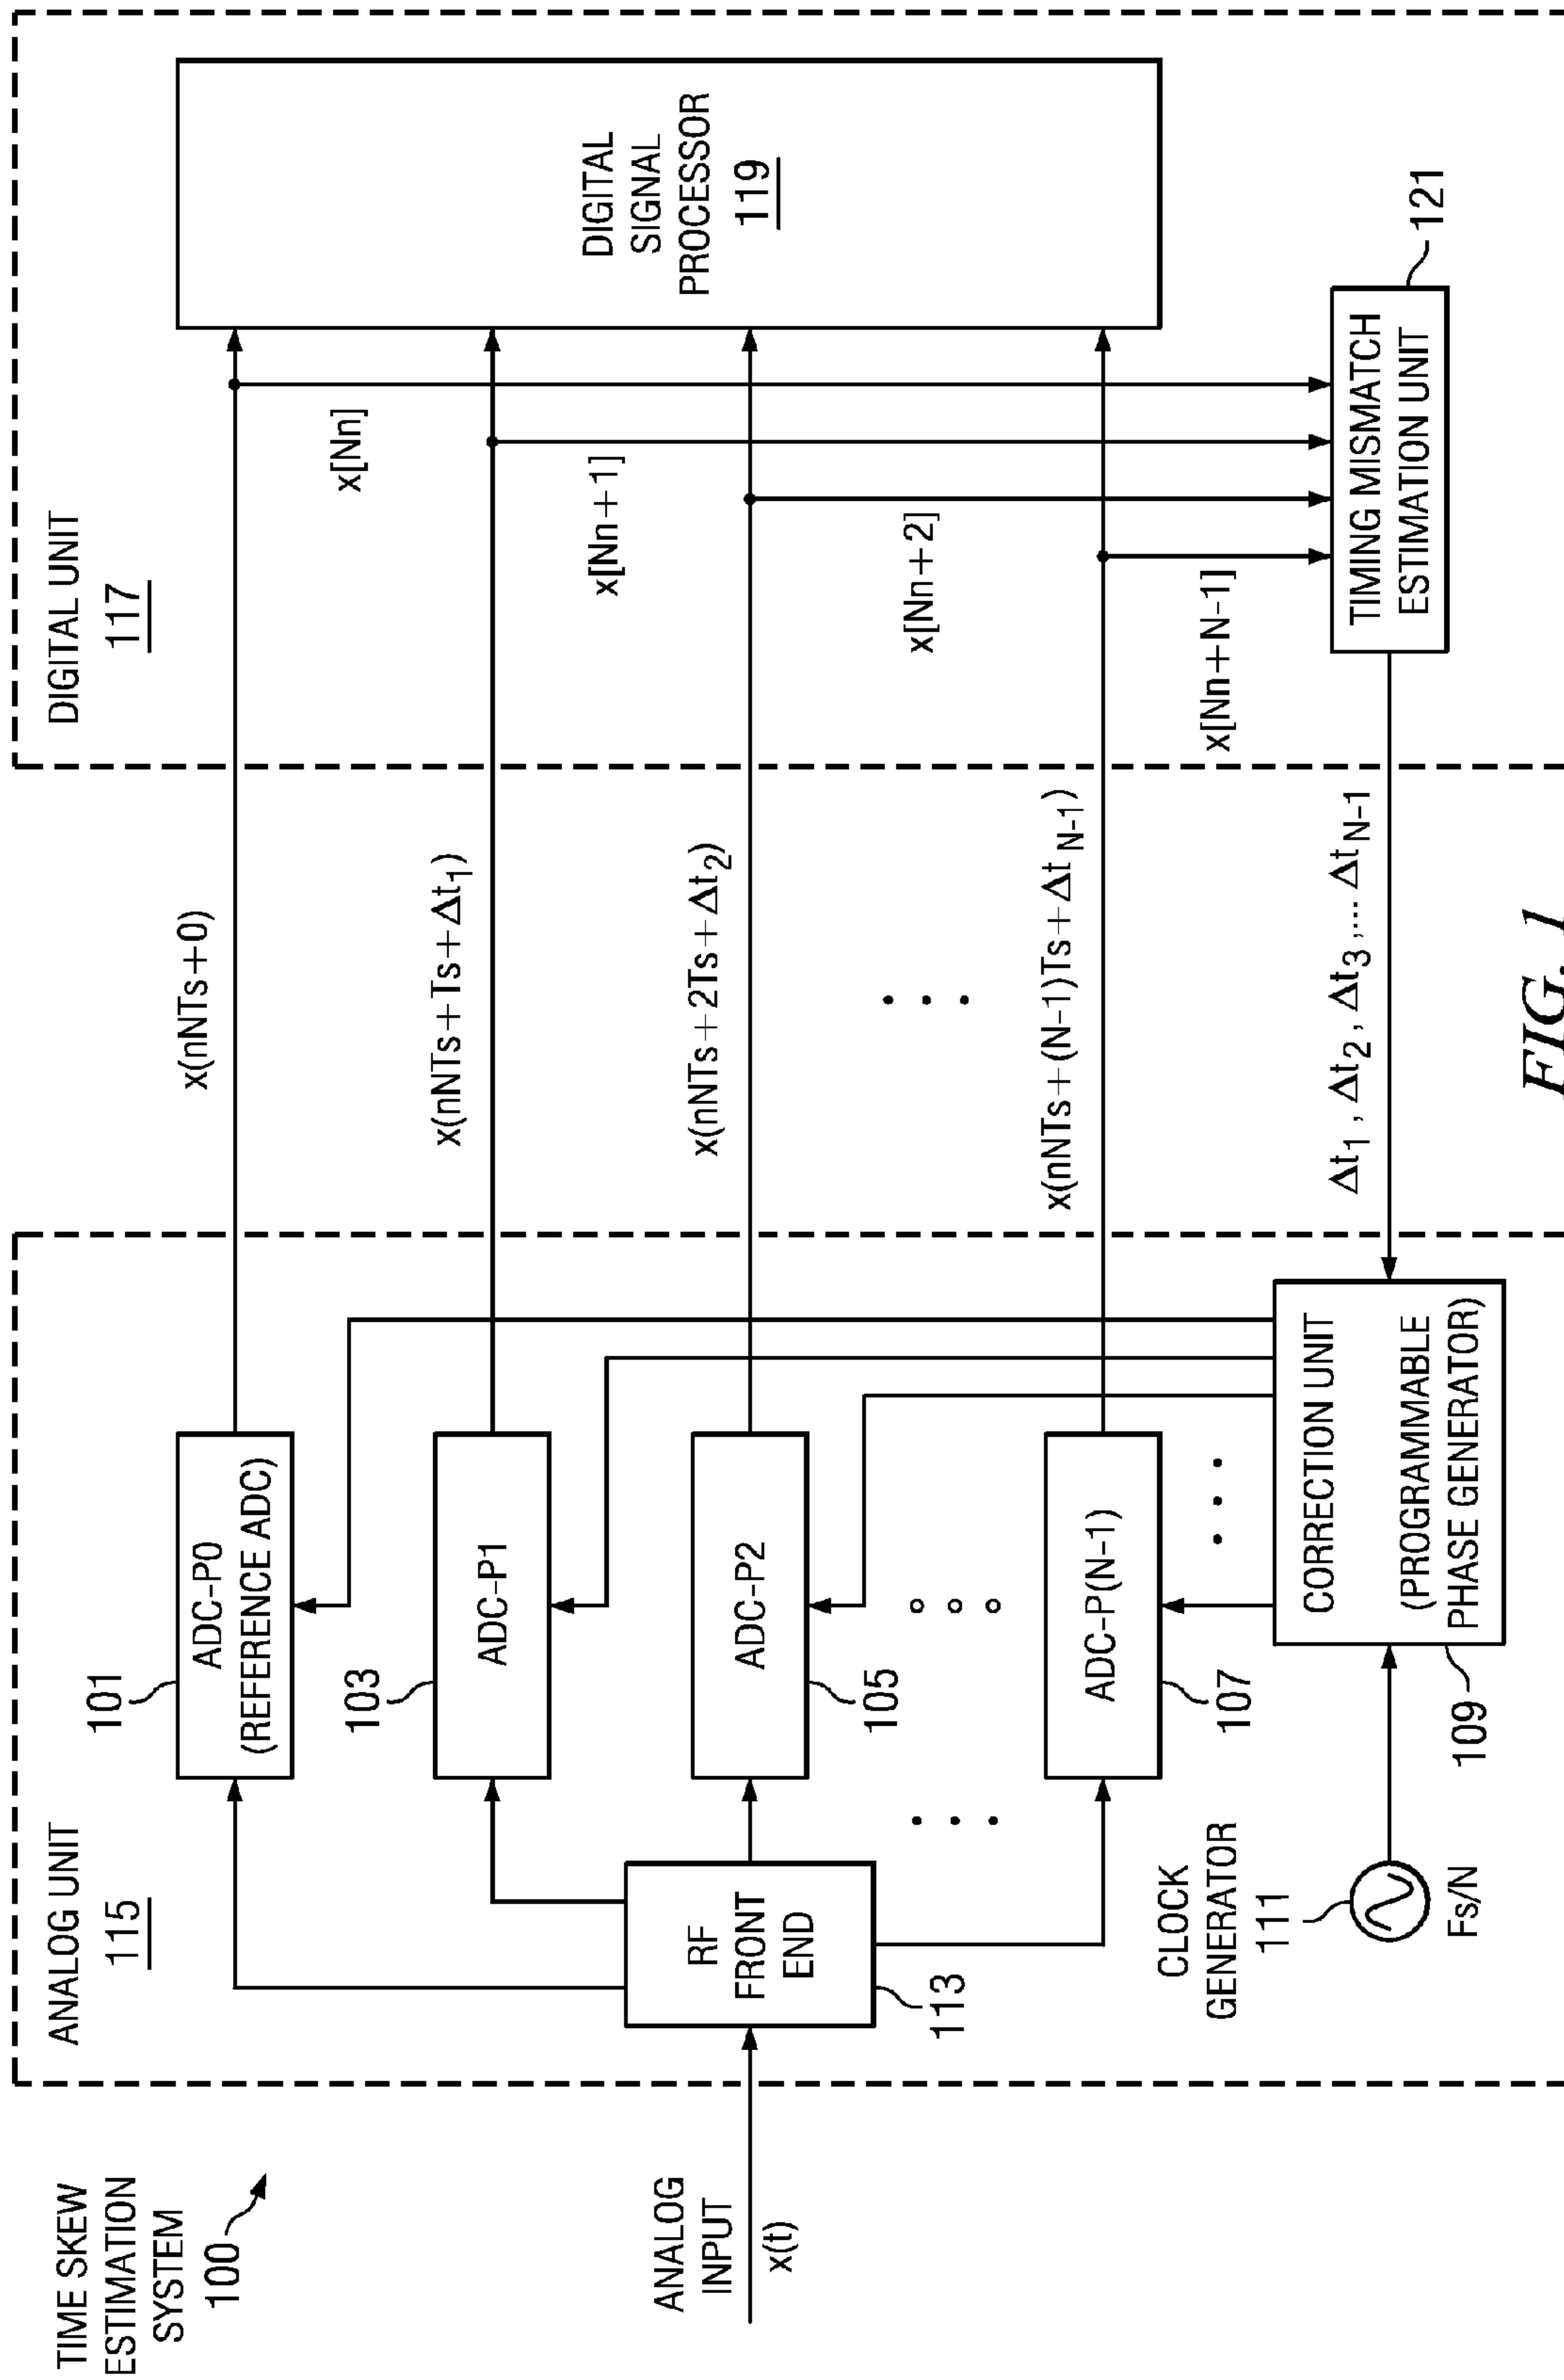 TIME SKEW
ESTIMATION
SYSTEM
100
ANALOG
INPUT
x(t)
ANALOG UNIT
115
RF
FRONT
END
113
101
ADC-P0
(REFERENCE ADC)
103
ADC-P1
ADC-P2
105
ADC-P(N-1)
107
CLOCK
GENERATOR
111
Fs/N
CORRECTION UNIT
(PROGRAMMABLE
PHASE GENERATOR)
109
x(nNTs+0)
x(nNTs+Ts+Δt1)
x(nNTs+2Ts+Δt2)
x(nNTs+(N-1)Ts+Δt N-1)
Δt1, Δt2, Δt3,... Δt N-1
DIGITAL UNIT
117
x[Nn]
x[Nn+1]
x[Nn+2]
x[Nn+N-1]
DIGITAL
SIGNAL
PROCESSOR
119
TIMING MISMATCH
ESTIMATION UNIT
121
FIG. 1